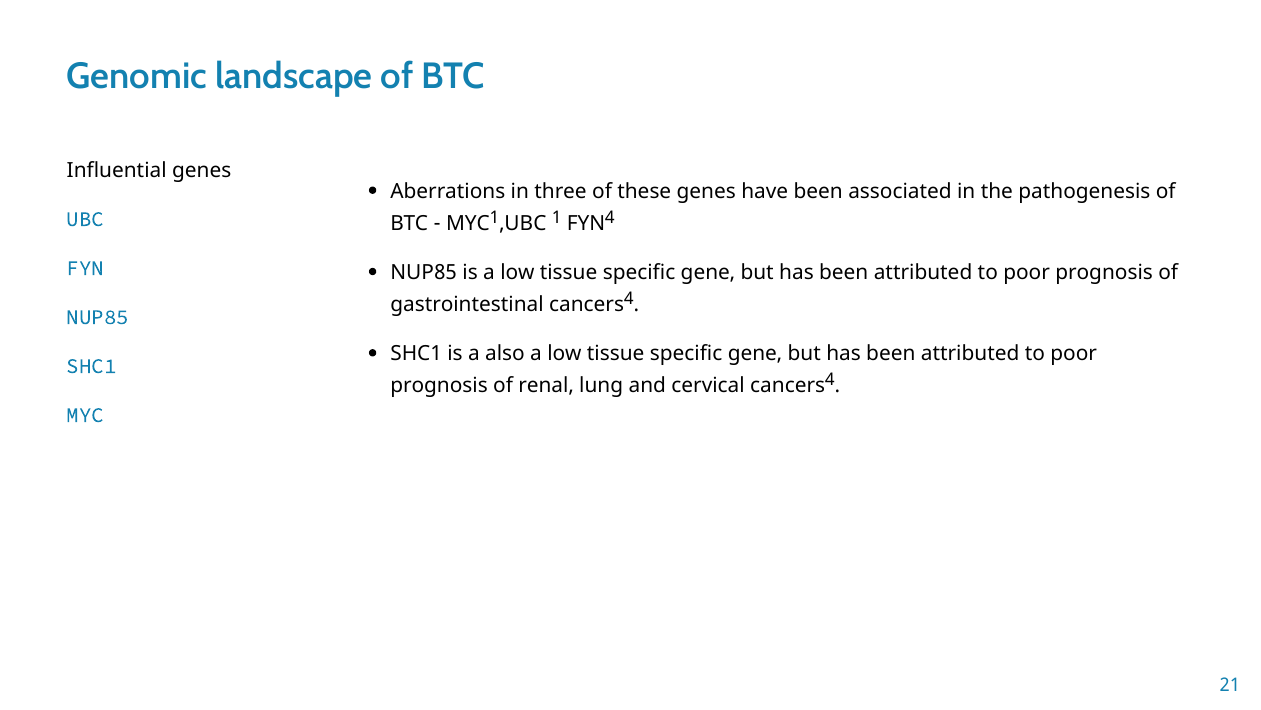 Genomic landscape of BTC
Influential genes
UBC
FYN
NUP85
SHC1
MYC
• Aberrations in three of these genes have been associated in the pathogenesis of
BTC - MYC¹,UBC ¹ FYN⁴
• NUP85 is a low tissue specific gene, but has been attributed to poor prognosis of
gastrointestinal cancers⁴.
• SHC1 is a also a low tissue specific gene, but has been attributed to poor
prognosis of renal, lung and cervical cancers⁴.
21